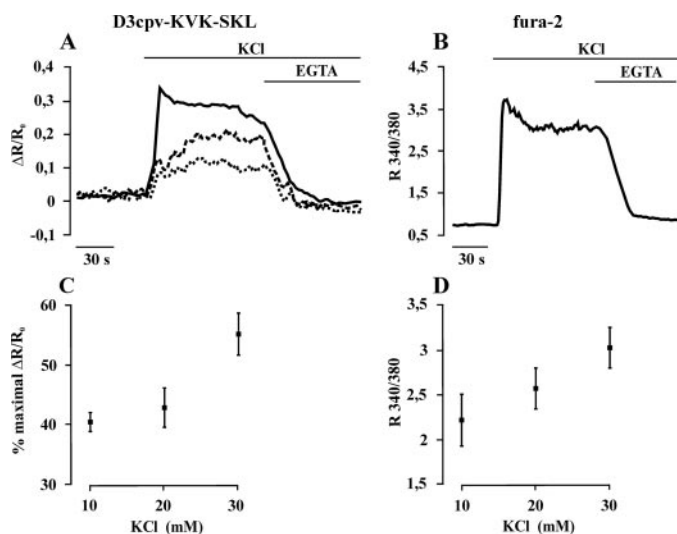 D3cpv-KVK-SKL
fura-2
A
KCl
EGTA
0,4
0,3
0,2
0,1
0
-0,1
ΔR/R₀
30 s
B
KCl
EGTA
4,5
3,5
2,5
1,5
0,5
R 340/380
30 s
C
60
50
40
30
% maximal ΔR/R₀
10 20 30
KCl (mM)
D
3,5
3
2,5
2
1,5
R 340/380
10 20 30
KCl (mM)